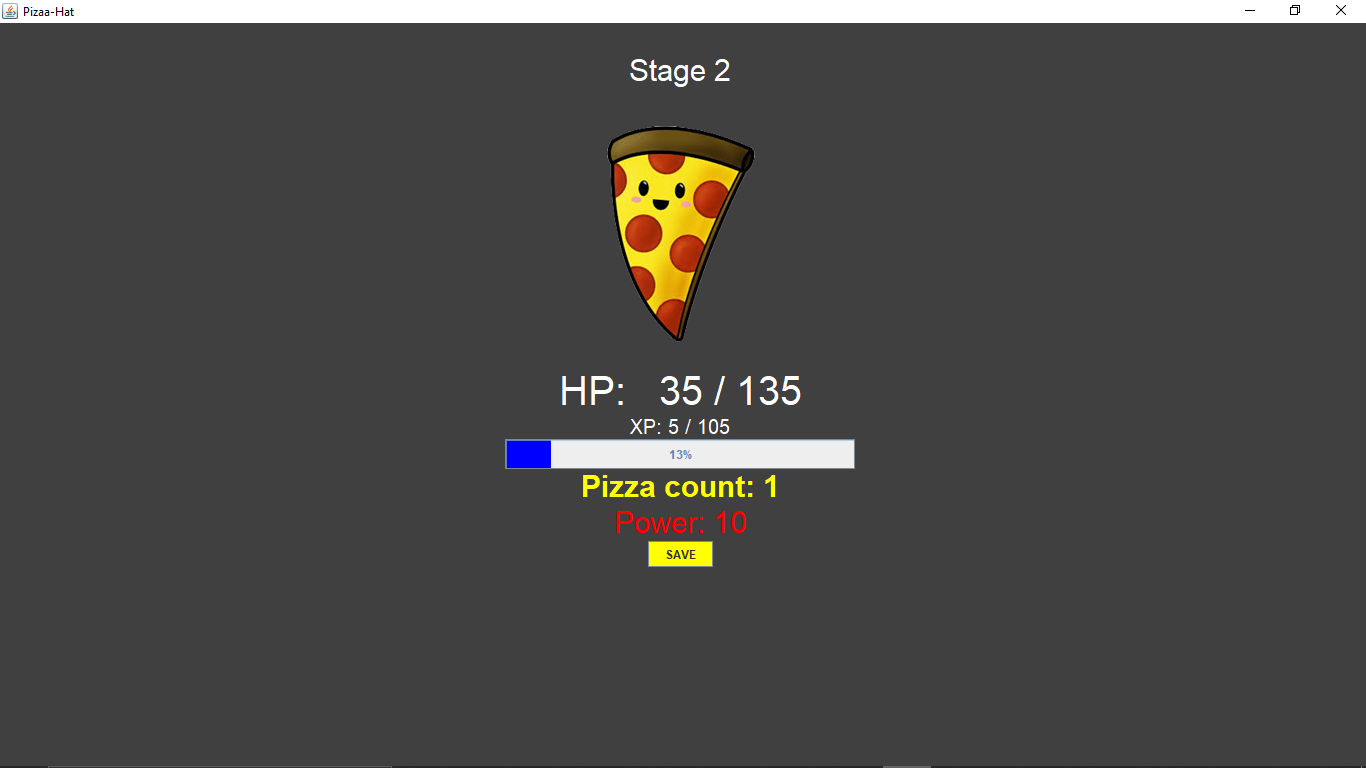 Pizaa-Hat
Stage 2
HP: 35 / 135
XP: 5 / 105
13%
Pizza count: 1
Power: 10
SAVE